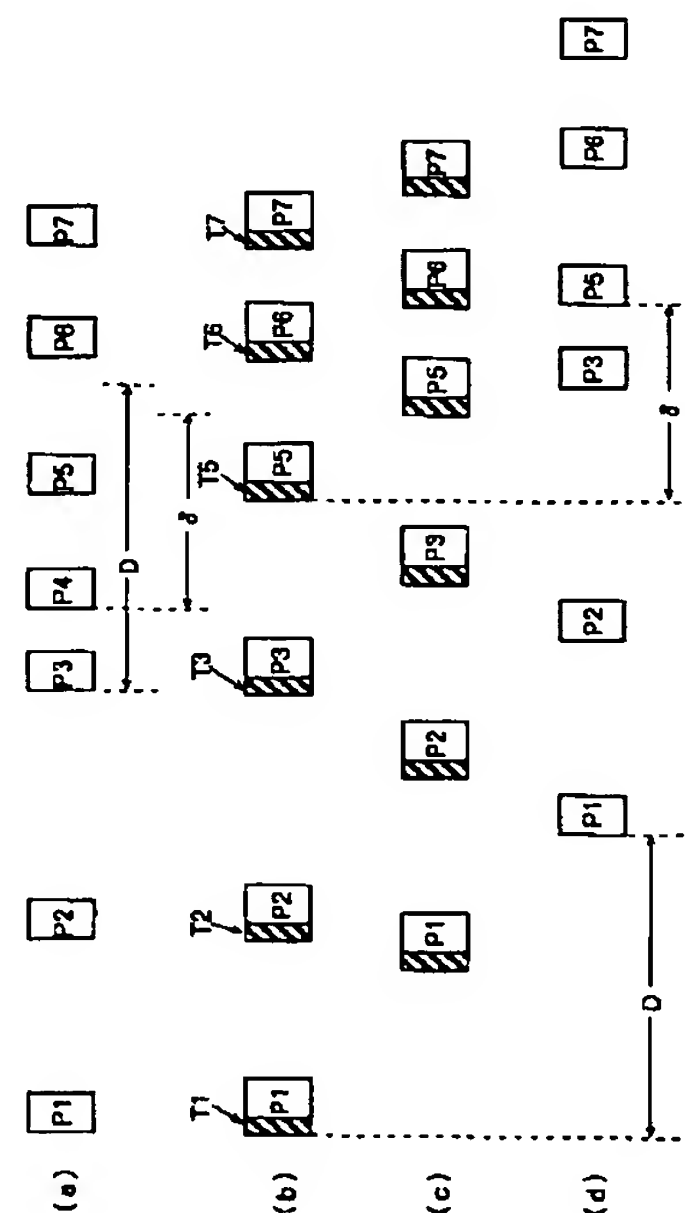 (a) P1 P2 P3 P4 P5 P6 P7
D
∂
T1 T2 T3 T5 T6 T7
(b) P1 P2 P3 P5 P6 P7
(c) P1 P2 P3 P5 P6 P7
(d) P1 P2 P3 P5 P6 P7
D ∂